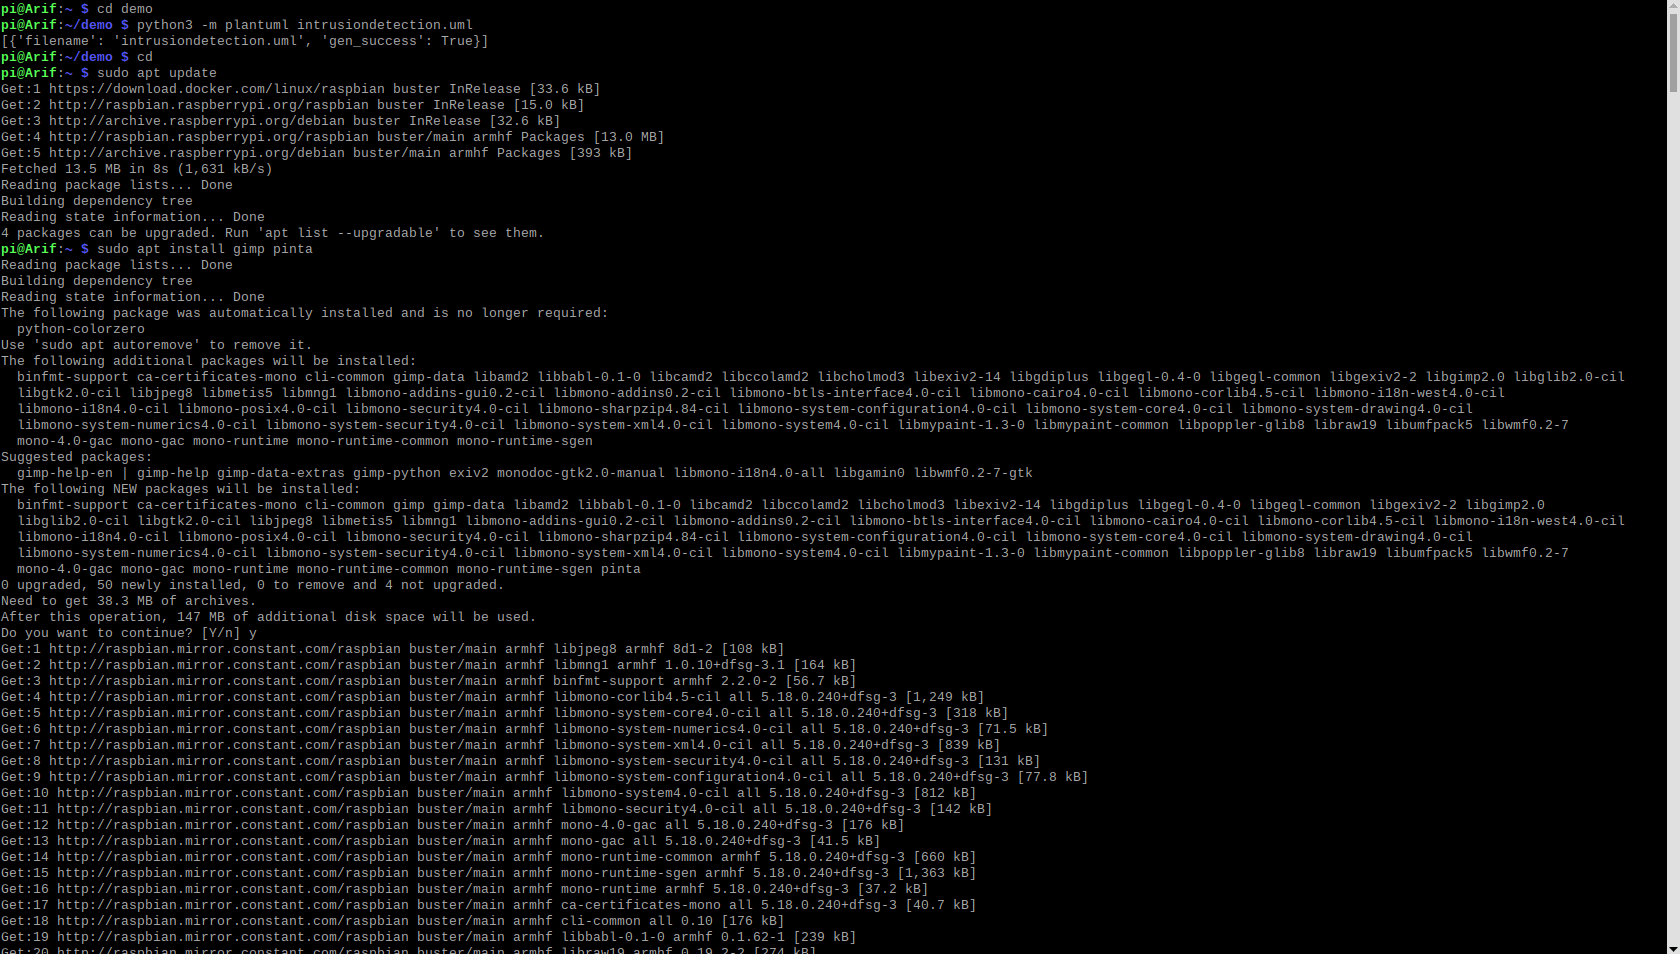 pi@Arif:~ $ cd demo
pi@Arif:~/demo $ python3 -m plantuml intrusiondetection.uml
[{'filename': 'intrusiondetection.uml', 'gen_success': True}]
pi@Arif:~/demo $ cd
pi@Arif:~ $ sudo apt update
Get:1 https://download.docker.com/linux/raspbian buster InRelease [33.6 kB]
Get:2 http://raspbian.raspberrypi.org/raspbian buster InRelease [15.0 kB]
Get:3 http://archive.raspberrypi.org/debian buster InRelease [32.6 kB]
Get:4 http://raspbian.raspberrypi.org/raspbian buster/main armhf Packages [13.0 MB]
Get:5 http://archive.raspberrypi.org/debian buster/main armhf Packages [393 kB]
Fetched 13.5 MB in 8s (1,631 kB/s)
Reading package lists... Done
Building dependency tree
Reading state information... Done
4 packages can be upgraded. Run 'apt list --upgradable' to see them.
pi@Arif:~ $ sudo apt install gimp pinta
Reading package lists... Done
Building dependency tree
Reading state information... Done
The following package was automatically installed and is no longer required:
  python-colorzero
Use 'sudo apt autoremove' to remove it.
The following additional packages will be installed:
  binfmt-support ca-certificates-mono cli-common gimp-data libamd2 libbabl-0.1-0 libcamd2 libccolamd2 libcholmod3 libexiv2-14 libgdiplus libgegl-0.4-0 libgegl-common libgexiv2-2 libgimp2.0 libglib2.0-cil
  libgtk2.0-cil libjpeg8 libmetis5 libmng1 libmono-addins-gui0.2-cil libmono-addins0.2-cil libmono-btls-interface4.0-cil libmono-cairo4.0-cil libmono-corlib4.5-cil libmono-i18n-west4.0-cil
  libmono-i18n4.0-cil libmono-posix4.0-cil libmono-security4.0-cil libmono-sharpzip4.84-cil libmono-system-configuration4.0-cil libmono-system-core4.0-cil libmono-system-drawing4.0-cil
  libmono-system-numerics4.0-cil libmono-system-security4.0-cil libmono-system-xml4.0-cil libmono-system4.0-cil libmypaint-1.3-0 libmypaint-common libpoppler-glib8 libraw19 libumfpack5 libwmf0.2-7
  mono-4.0-gac mono-gac mono-runtime mono-runtime-common mono-runtime-sgen
Suggested packages:
  gimp-help-en | gimp-help gimp-data-extras gimp-python exiv2 monodoc-gtk2.0-manual libmono-i18n4.0-all libgamin0 libwmf0.2-7-gtk
The following NEW packages will be installed:
  binfmt-support ca-certificates-mono cli-common gimp gimp-data libamd2 libbabl-0.1-0 libcamd2 libccolamd2 libcholmod3 libexiv2-14 libgdiplus libgegl-0.4-0 libgegl-common libgexiv2-2 libgimp2.0
  libglib2.0-cil libgtk2.0-cil libjpeg8 libmetis5 libmng1 libmono-addins-gui0.2-cil libmono-addins0.2-cil libmono-btls-interface4.0-cil libmono-cairo4.0-cil libmono-corlib4.5-cil libmono-i18n-west4.0-cil
  libmono-i18n4.0-cil libmono-posix4.0-cil libmono-security4.0-cil libmono-sharpzip4.84-cil libmono-system-configuration4.0-cil libmono-system-core4.0-cil libmono-system-drawing4.0-cil
  libmono-system-numerics4.0-cil libmono-system-security4.0-cil libmono-system-xml4.0-cil libmono-system4.0-cil libmypaint-1.3-0 libmypaint-common libpoppler-glib8 libraw19 libumfpack5 libwmf0.2-7
  mono-4.0-gac mono-gac mono-runtime mono-runtime-common mono-runtime-sgen pinta
0 upgraded, 50 newly installed, 0 to remove and 4 not upgraded.
Need to get 38.3 MB of archives.
After this operation, 147 MB of additional disk space will be used.
Do you want to continue? [Y/n] y
Get:1 http://raspbian.mirror.constant.com/raspbian buster/main armhf libjpeg8 armhf 8d1-2 [108 kB]
Get:2 http://raspbian.mirror.constant.com/raspbian buster/main armhf libmng1 armhf 1.0.10+dfsg-3.1 [164 kB]
Get:3 http://raspbian.mirror.constant.com/raspbian buster/main armhf binfmt-support armhf 2.2.0-2 [56.7 kB]
Get:4 http://raspbian.mirror.constant.com/raspbian buster/main armhf libmono-corlib4.5-cil all 5.18.0.240+dfsg-3 [1,249 kB]
Get:5 http://raspbian.mirror.constant.com/raspbian buster/main armhf libmono-system-core4.0-cil all 5.18.0.240+dfsg-3 [318 kB]
Get:6 http://raspbian.mirror.constant.com/raspbian buster/main armhf libmono-system-numerics4.0-cil all 5.18.0.240+dfsg-3 [71.5 kB]
Get:7 http://raspbian.mirror.constant.com/raspbian buster/main armhf libmono-system-xml4.0-cil all 5.18.0.240+dfsg-3 [839 kB]
Get:8 http://raspbian.mirror.constant.com/raspbian buster/main armhf libmono-system-security4.0-cil all 5.18.0.240+dfsg-3 [131 kB]
Get:9 http://raspbian.mirror.constant.com/raspbian buster/main armhf libmono-system-configuration4.0-cil all 5.18.0.240+dfsg-3 [77.8 kB]
Get:10 http://raspbian.mirror.constant.com/raspbian buster/main armhf libmono-system4.0-cil all 5.18.0.240+dfsg-3 [812 kB]
Get:11 http://raspbian.mirror.constant.com/raspbian buster/main armhf libmono-security4.0-cil all 5.18.0.240+dfsg-3 [142 kB]
Get:12 http://raspbian.mirror.constant.com/raspbian buster/main armhf mono-4.0-gac all 5.18.0.240+dfsg-3 [176 kB]
Get:13 http://raspbian.mirror.constant.com/raspbian buster/main armhf mono-gac all 5.18.0.240+dfsg-3 [41.5 kB]
Get:14 http://raspbian.mirror.constant.com/raspbian buster/main armhf mono-runtime-common armhf 5.18.0.240+dfsg-3 [660 kB]
Get:15 http://raspbian.mirror.constant.com/raspbian buster/main armhf mono-runtime-sgen armhf 5.18.0.240+dfsg-3 [1,363 kB]
Get:16 http://raspbian.mirror.constant.com/raspbian buster/main armhf mono-runtime armhf 5.18.0.240+dfsg-3 [37.2 kB]
Get:17 http://raspbian.mirror.constant.com/raspbian buster/main armhf ca-certificates-mono all 5.18.0.240+dfsg-3 [40.7 kB]
Get:18 http://raspbian.mirror.constant.com/raspbian buster/main armhf cli-common all 0.10 [176 kB]
Get:19 http://raspbian.mirror.constant.com/raspbian buster/main armhf libbabl-0.1-0 armhf 0.1.62-1 [239 kB]
Get:20 http://raspbian.mirror.constant.com/raspbian buster/main armhf libraw19 armhf 0.19.2-2 [274 kB]